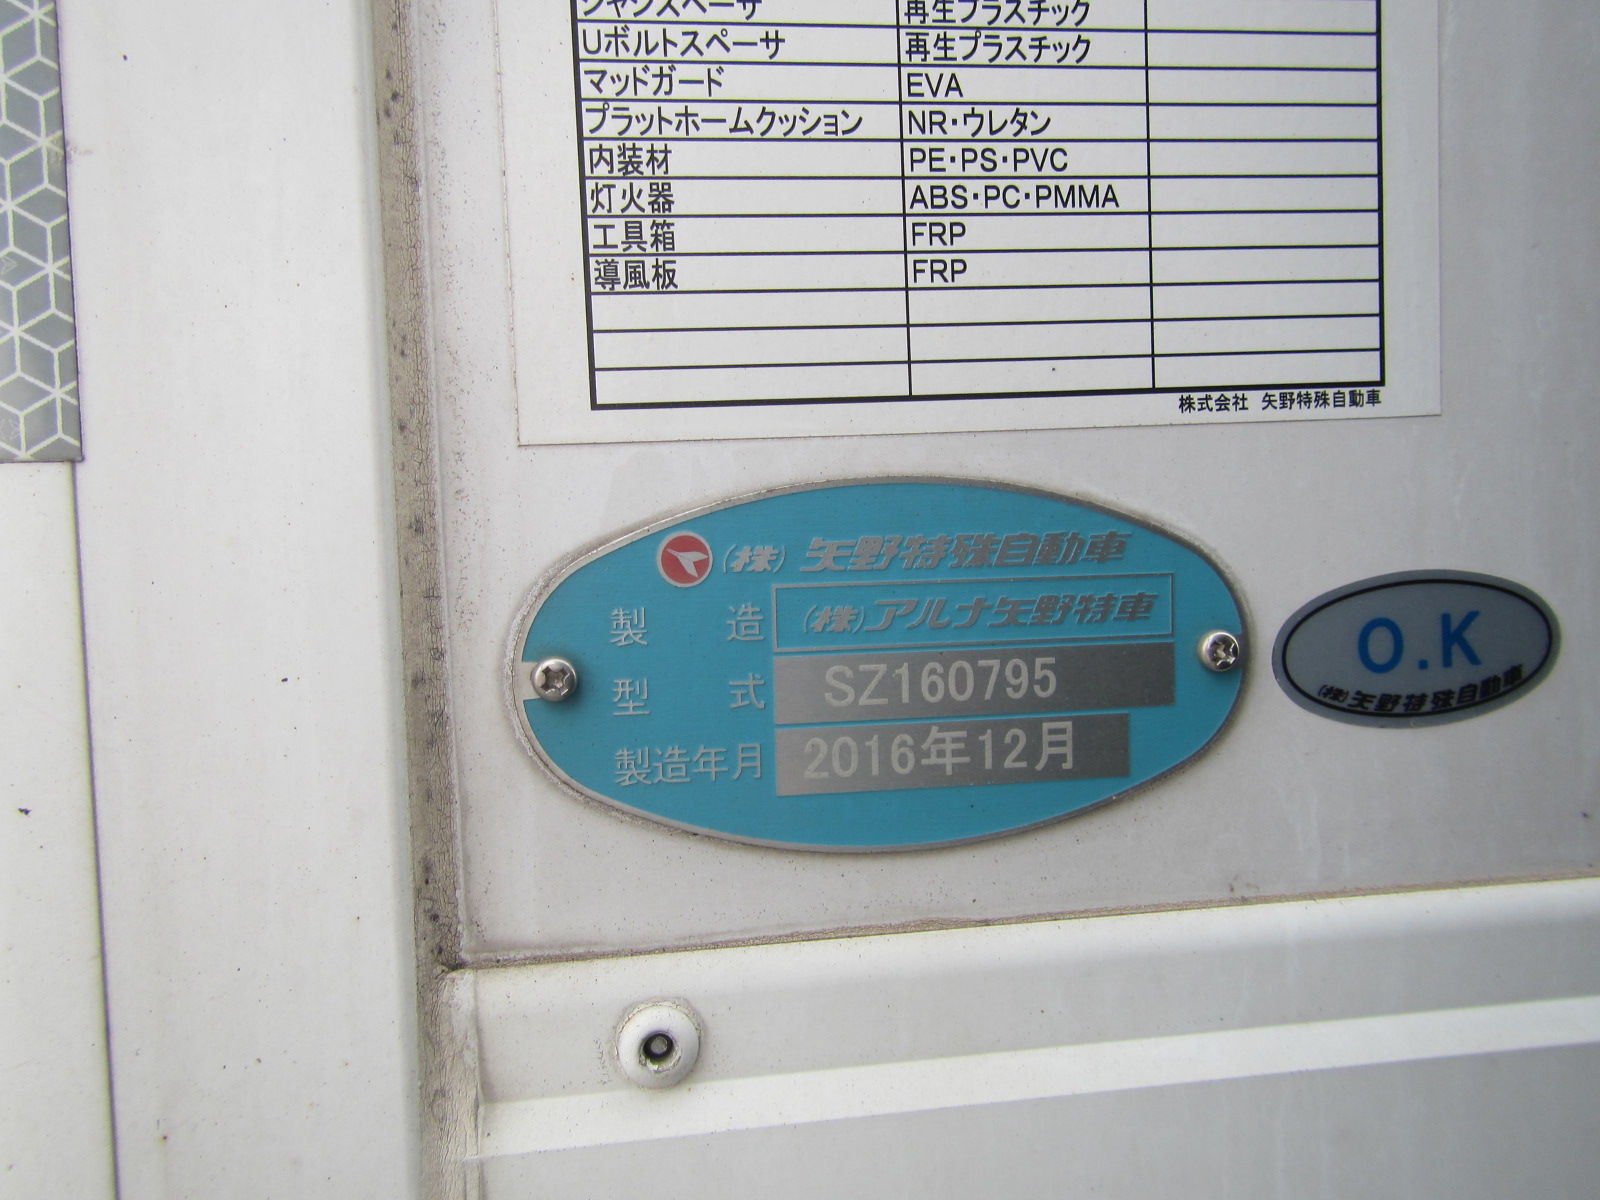 シャシスペーサ 再生プラスチック
Uボルトスペーサ 再生プラスチック
マッドガード EVA
プラットホームクッション NR・ウレタン
内装材 PE・PS・PVC
灯火器 ABS・PC・PMMA
工具箱 FRP
導風板 FRP
株式会社 矢野特殊自動車
(株) 矢野特殊自動車
製造 (株)アルナ矢野特車
型式 SZ160795
製造年月 2016年12月
O.K
(株)矢野特殊自動車